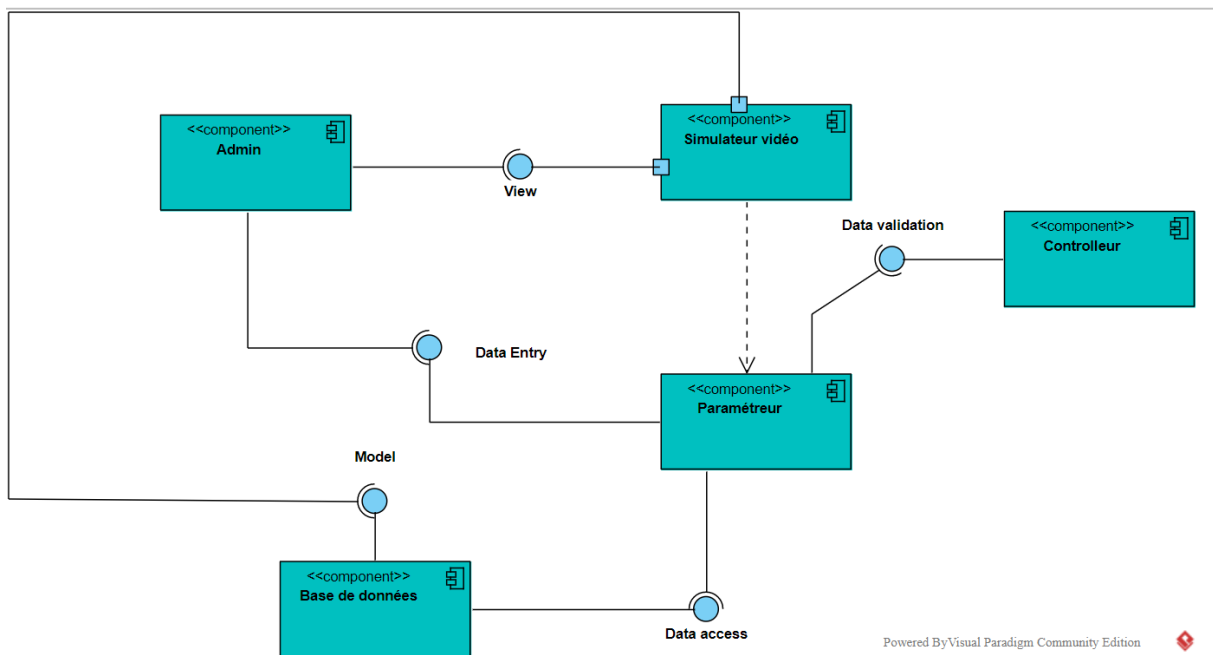 <<component>>
Admin
<<component>>
Simulateur vidéo
View
Data validation
<<component>>
Controlleur
Data Entry
<<component>>
Paramétreur
Model
<<component>>
Base de données
Data access
Powered ByVisual Paradigm Community Edition